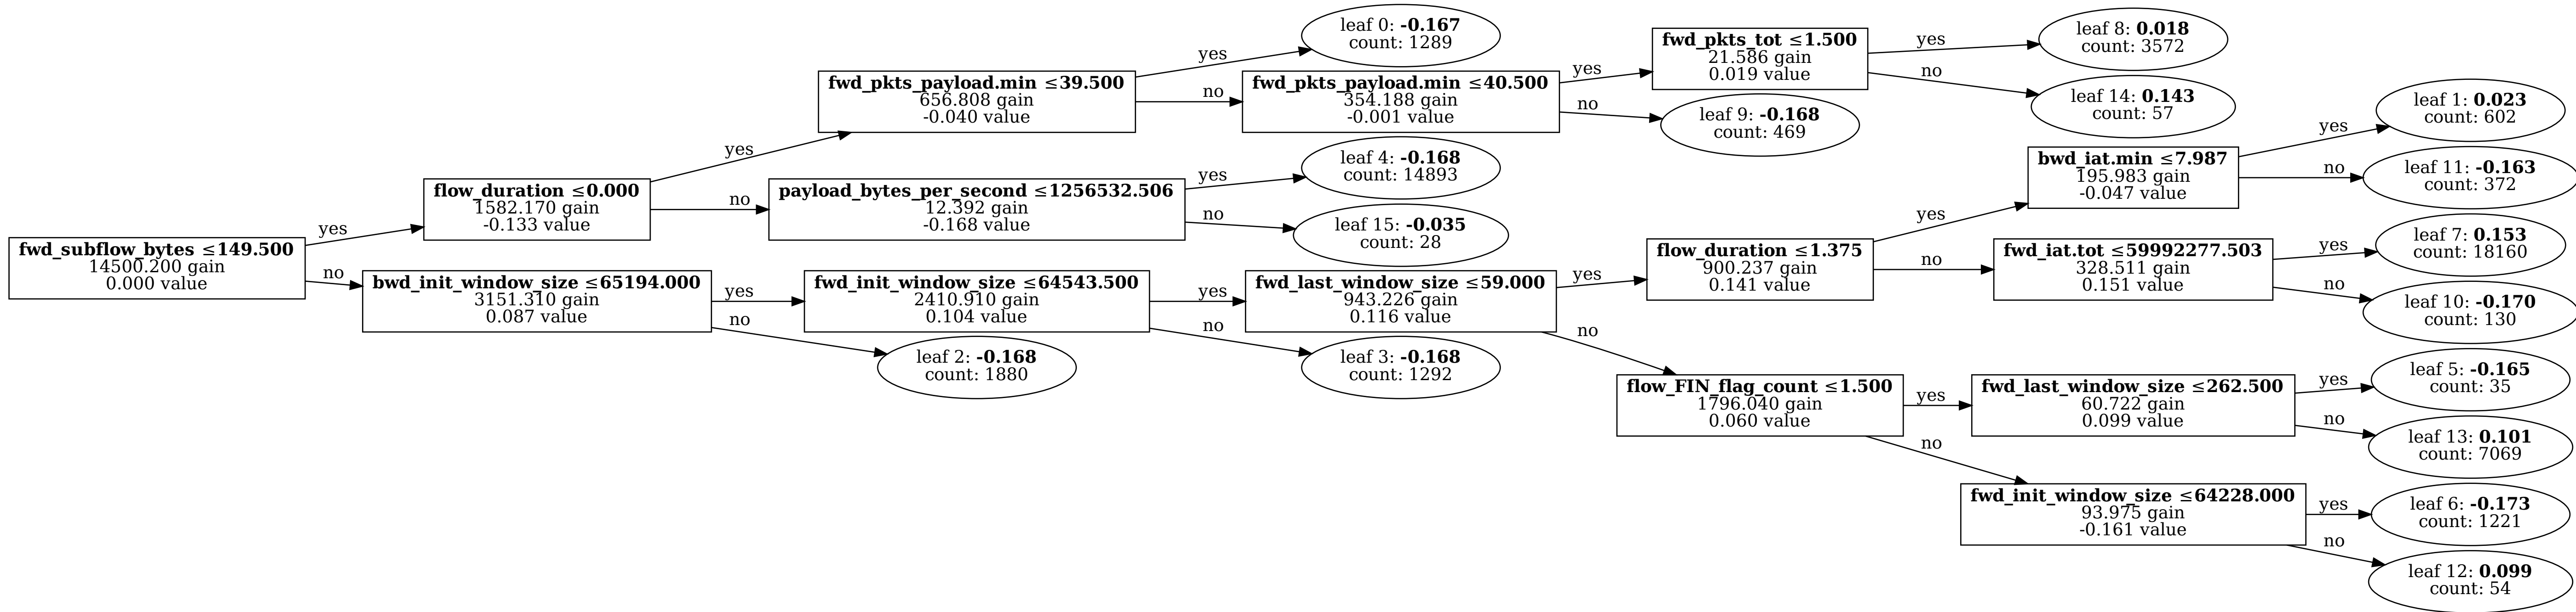 fwd_subflow_bytes ≤149.500
14500.200 gain
0.000 value
yes
no
flow_duration ≤0.000
1582.170 gain
-0.133 value
yes
no
bwd_init_window_size ≤65194.000
3151.310 gain
0.087 value
yes
no
fwd_pkts_payload.min ≤39.500
656.808 gain
-0.040 value
yes
no
payload_bytes_per_second ≤1256532.506
12.392 gain
-0.168 value
yes
no
fwd_init_window_size ≤64543.500
2410.910 gain
0.104 value
yes
no
leaf 2: -0.168
count: 1880
leaf 0: -0.167
count: 1289
fwd_pkts_payload.min ≤40.500
354.188 gain
-0.001 value
yes
no
leaf 4: -0.168
count: 14893
leaf 15: -0.035
count: 28
fwd_last_window_size ≤59.000
943.226 gain
0.116 value
yes
no
leaf 3: -0.168
count: 1292
fwd_pkts_tot ≤1.500
21.586 gain
0.019 value
yes
no
leaf 9: -0.168
count: 469
flow_duration ≤1.375
900.237 gain
0.141 value
yes
no
flow_FIN_flag_count ≤1.500
1796.040 gain
0.060 value
yes
no
leaf 8: 0.018
count: 3572
leaf 14: 0.143
count: 57
bwd_iat.min ≤7.987
195.983 gain
-0.047 value
yes
no
fwd_iat.tot ≤59992277.503
328.511 gain
0.151 value
yes
no
fwd_last_window_size ≤262.500
60.722 gain
0.099 value
yes
no
fwd_init_window_size ≤64228.000
93.975 gain
-0.161 value
yes
no
leaf 1: 0.023
count: 602
leaf 11: -0.163
count: 372
leaf 7: 0.153
count: 18160
leaf 10: -0.170
count: 130
leaf 5: -0.165
count: 35
leaf 13: 0.101
count: 7069
leaf 6: -0.173
count: 1221
leaf 12: 0.099
count: 54